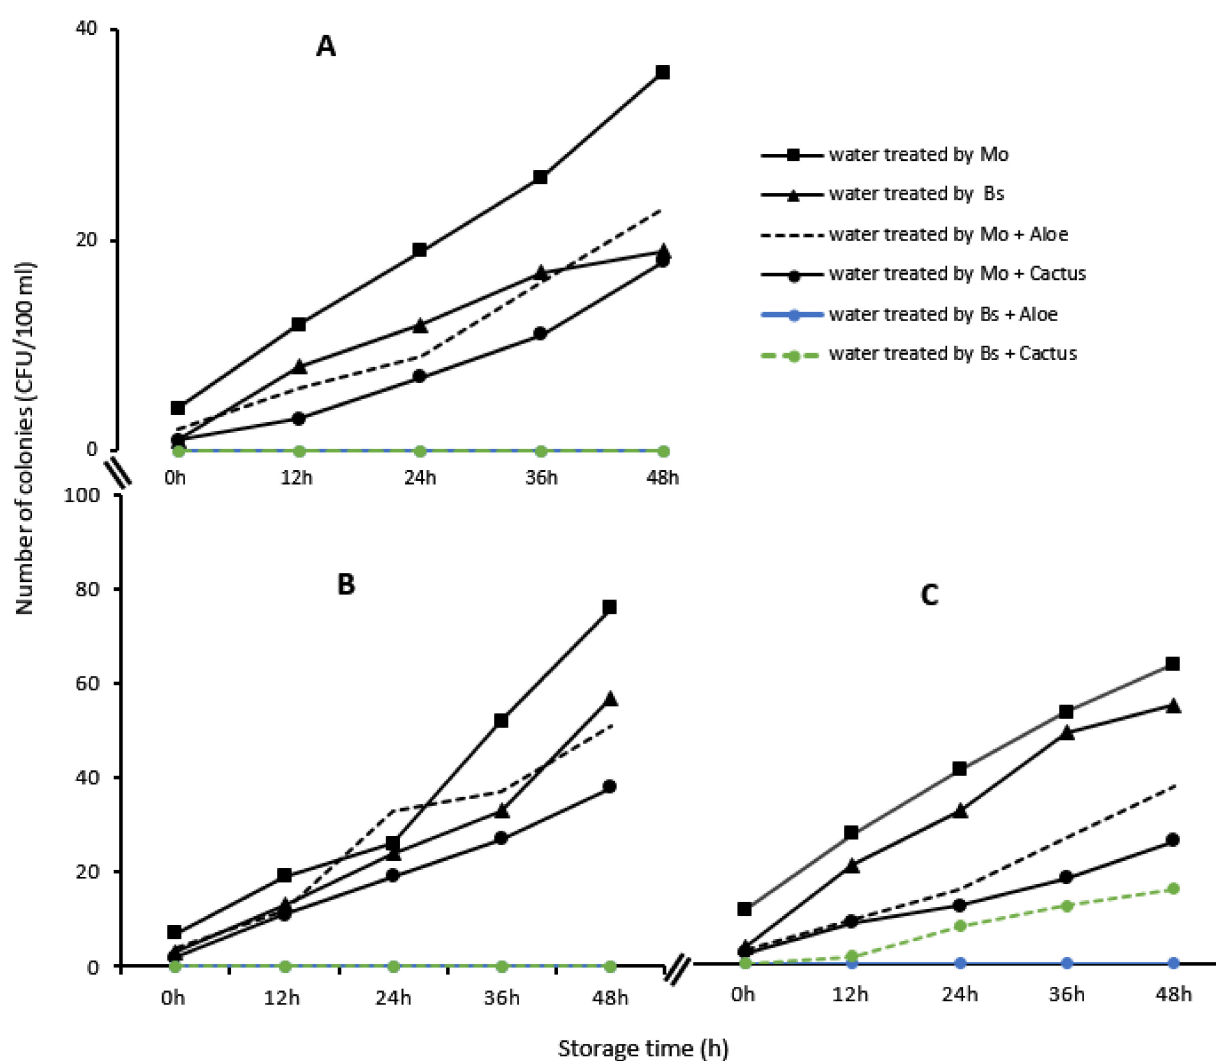 40
A
water treated by Mo
water treated by Bs
water treated by Mo + Aloe
water treated by Mo + Cactus
water treated by Bs + Aloe
water treated by Bs + Cactus
20
0
0h 12h 24h 36h 48h
Number of colonies (CFU/100 ml)
100
80
B
C
60
40
20
0
0h 12h 24h 36h 48h
0h 12h 24h 36h 48h
Storage time (h)